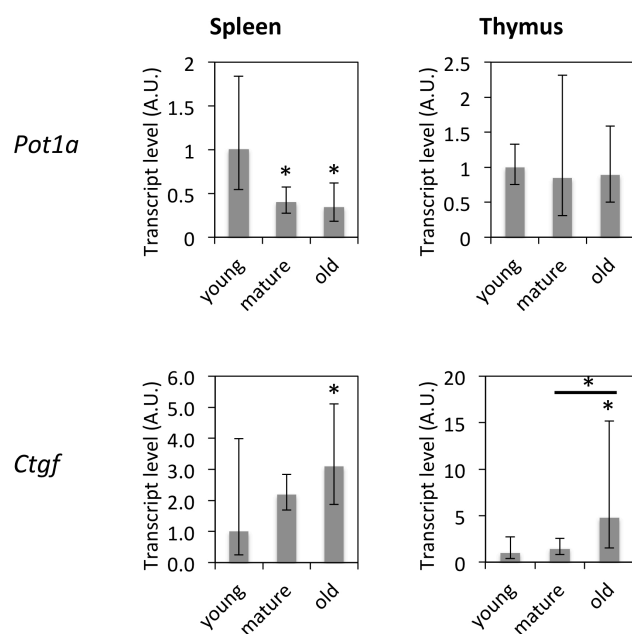 Spleen
Thymus
Pot1a
Transcript level (A.U.)
2
1.5
1
0.5
0
*
*
young
mature
old
Transcript level (A.U.)
2.5
2
1.5
1
0.5
0
young
mature
old
Ctgf
Transcript level (A.U.)
6.0
5.0
4.0
3.0
2.0
1.0
0.0
*
young
mature
old
Transcript level (A.U.)
20
15
10
5
0
*
*
young
mature
old